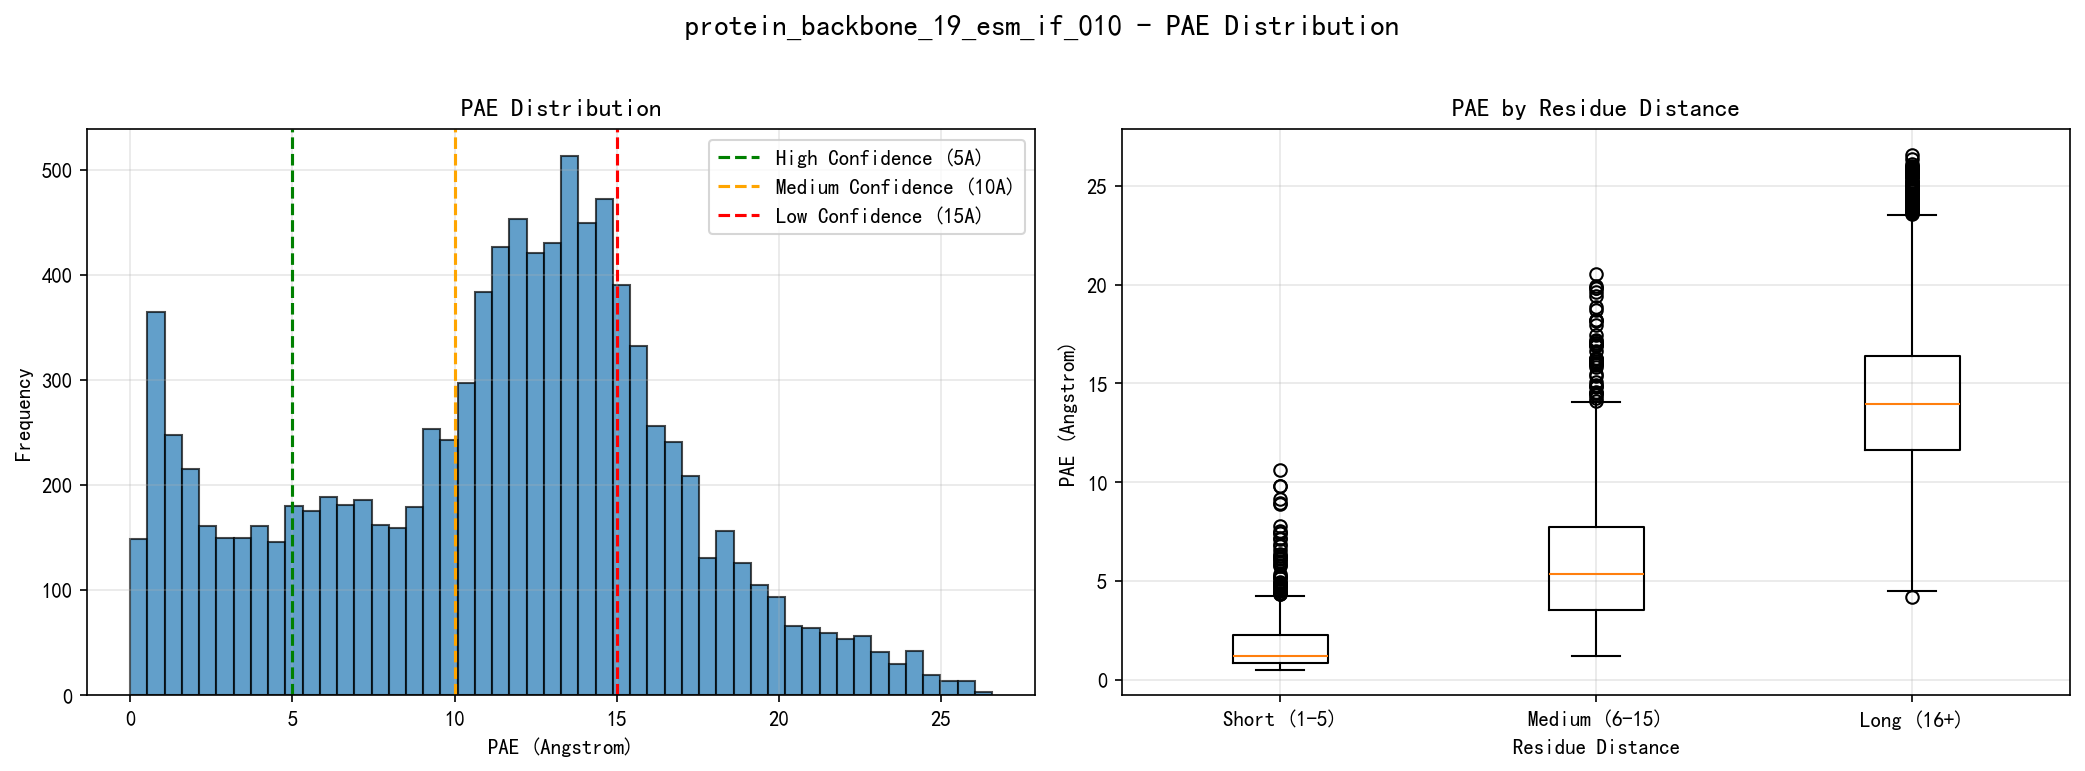 protein_backbone_19_esm_if_010 - PAE Distribution
PAE Distribution
High Confidence (5A)
Medium Confidence (10A)
Low Confidence (15A)
Frequency
500
400
300
200
100
0
0 5 10 15 20 25
PAE (Angstrom)
PAE by Residue Distance
PAE (Angstrom)
25
20
15
10
5
0
Short (1-5) Medium (6-15) Long (16+)
Residue Distance